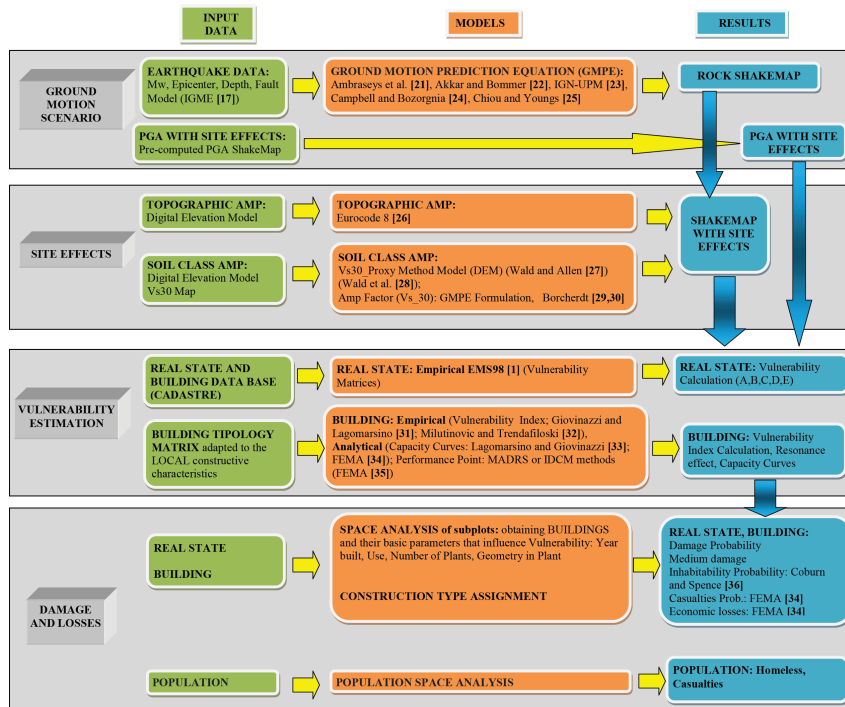 INPUT
DATA
MODELS
RESULTS
GROUND
MOTION
SCENARIO
EARTHQUAKE DATA:
Mw, Epicenter, Depth, Fault
Model (IGME [17])
GROUND MOTION PREDICTION EQUATION (GMPE):
Ambraseys et al. [21], Akkar and Bommer [22], IGN-UPM [23],
Campbell and Bozorgnia [24], Chiou and Youngs [25]
ROCK SHAKEMAP
PGA WITH SITE EFFECTS:
Pre-computed PGA ShakeMap
PGA WITH SITE
EFFECTS
SITE EFFECTS
TOPOGRAPHIC AMP:
Digital Elevation Model
TOPOGRAPHIC AMP:
Eurocode 8 [26]
SHAKEMAP
WITH SITE
EFFECTS
SOIL CLASS AMP:
Digital Elevation Model
Vs30 Map
SOIL CLASS AMP:
Vs30_Proxy Method Model (DEM) (Wald and Allen [27])
(Wald et al. [28]);
Amp Factor (Vs_30): GMPE Formulation, Borcherdt [29,30]
VULNERABILITY
ESTIMATION
REAL STATE AND
BUILDING DATA BASE
(CADASTRE)
REAL STATE: Empirical EMS98 [1] (Vulnerability
Matrices)
REAL STATE: Vulnerability
Calculation (A,B,C,D,E)
BUILDING TIPOLOGY
MATRIX adapted to the
LOCAL constructive
characteristics
BUILDING: Empirical (Vulnerability Index; Giovinazzi and
Lagomarsino [31]; Milutinovic and Trendafiloski [32]),
Analytical (Capacity Curves: Lagomarsino and Giovinazzi [33];
FEMA [34]); Performance Point: MADRS or IDCM methods
(FEMA [35])
BUILDING: Vulnerability
Index Calculation, Resonance
effect, Capacity Curves
DAMAGE
AND LOSSES
REAL STATE
BUILDING
SPACE ANALYSIS of subplots: obtaining BUILDINGS
and their basic parameters that influence Vulnerability: Year
built, Use, Number of Plants, Geometry in Plant
CONSTRUCTION TYPE ASSIGNMENT
REAL STATE, BUILDING:
Damage Probability
Medium damage
Inhabitability Probability: Coburn
and Spence [36]
Casualties Prob.: FEMA [34]
Economic losses: FEMA [34]
POPULATION
POPULATION SPACE ANALYSIS
POPULATION: Homeless,
Casualties